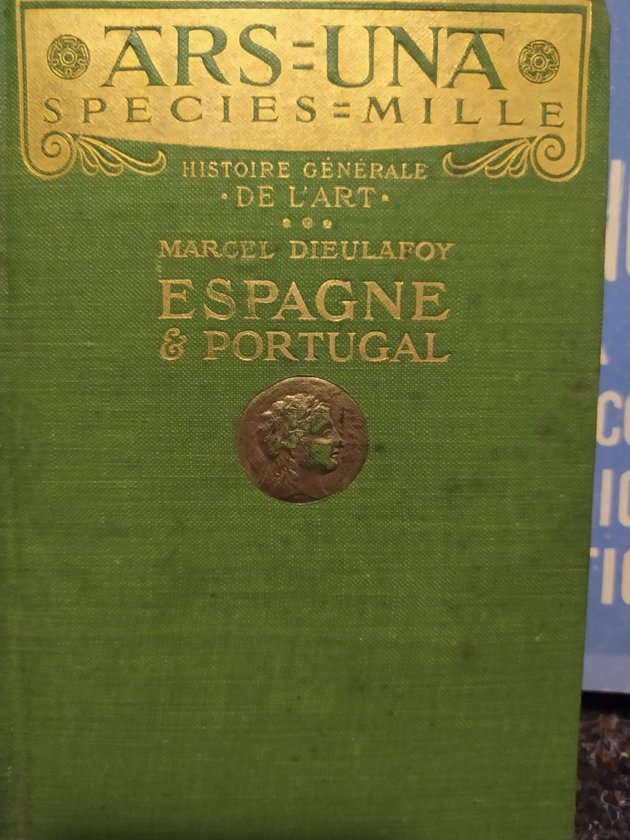 ARS=UNA
SPECIES=MILLE
HISTOIRE GÉNÉRALE
·DE L'ART·
MARCEL DIEULAFOY
ESPAGNE
& PORTUGAL